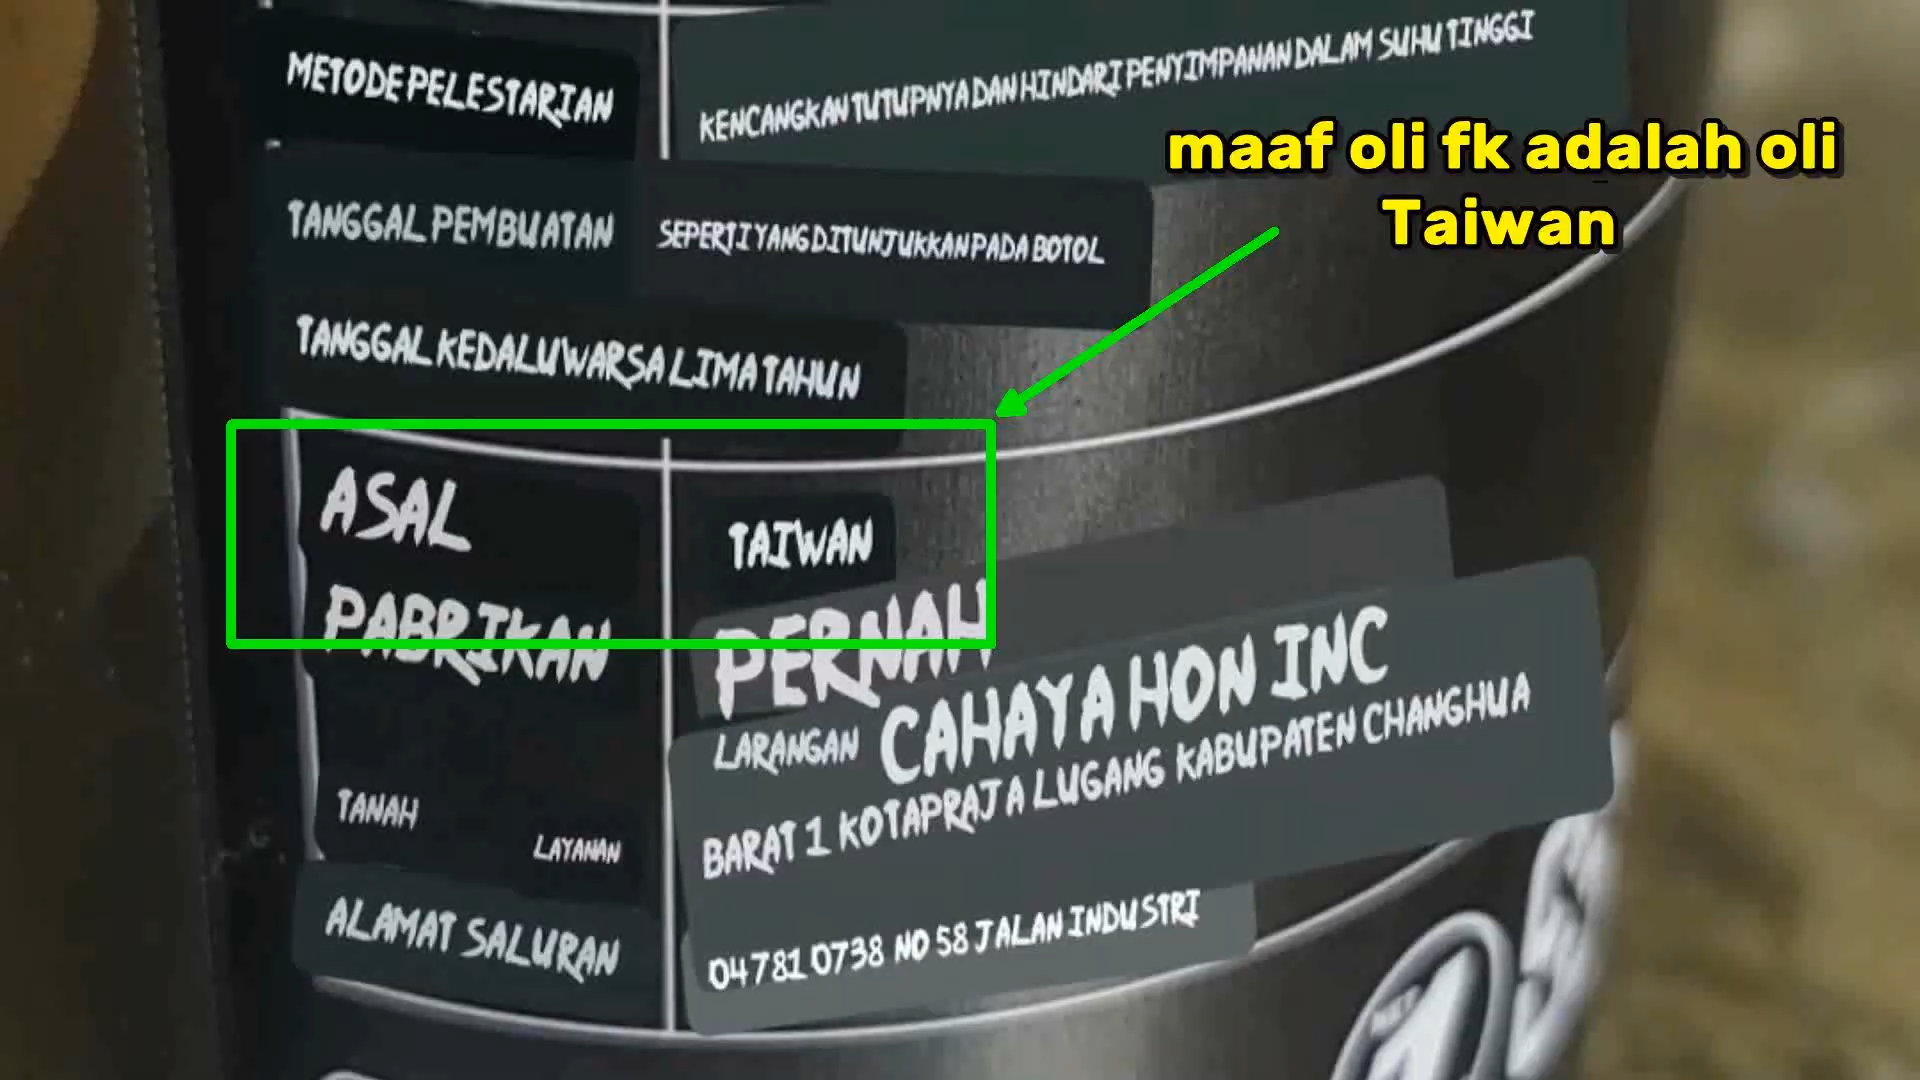 METODE PELESTARIAN
KENCANGKAN TUTUPNYA DAN HINDARI PENYIMPANAN DALAM SUHU TINGGI
maaf oli fk adalah oli
Taiwan
TANGGAL PEMBUATAN
SEPERTI YANG DITUNJUKKAN PADA BOTOL
TANGGAL KEDALUWARSA LIMA TAHUN
ASAL
TAIWAN
PABRIKAN
PERNAH
LARANGAN CAHAYA HON INC
BARAT 1 KOTAPRAJA LUGANG KABUPATEN CHANGHUA
TANAH
LAYANAN
ALAMAT SALURAN
04 781 0738 NO 58 JALAN INDUSTRI